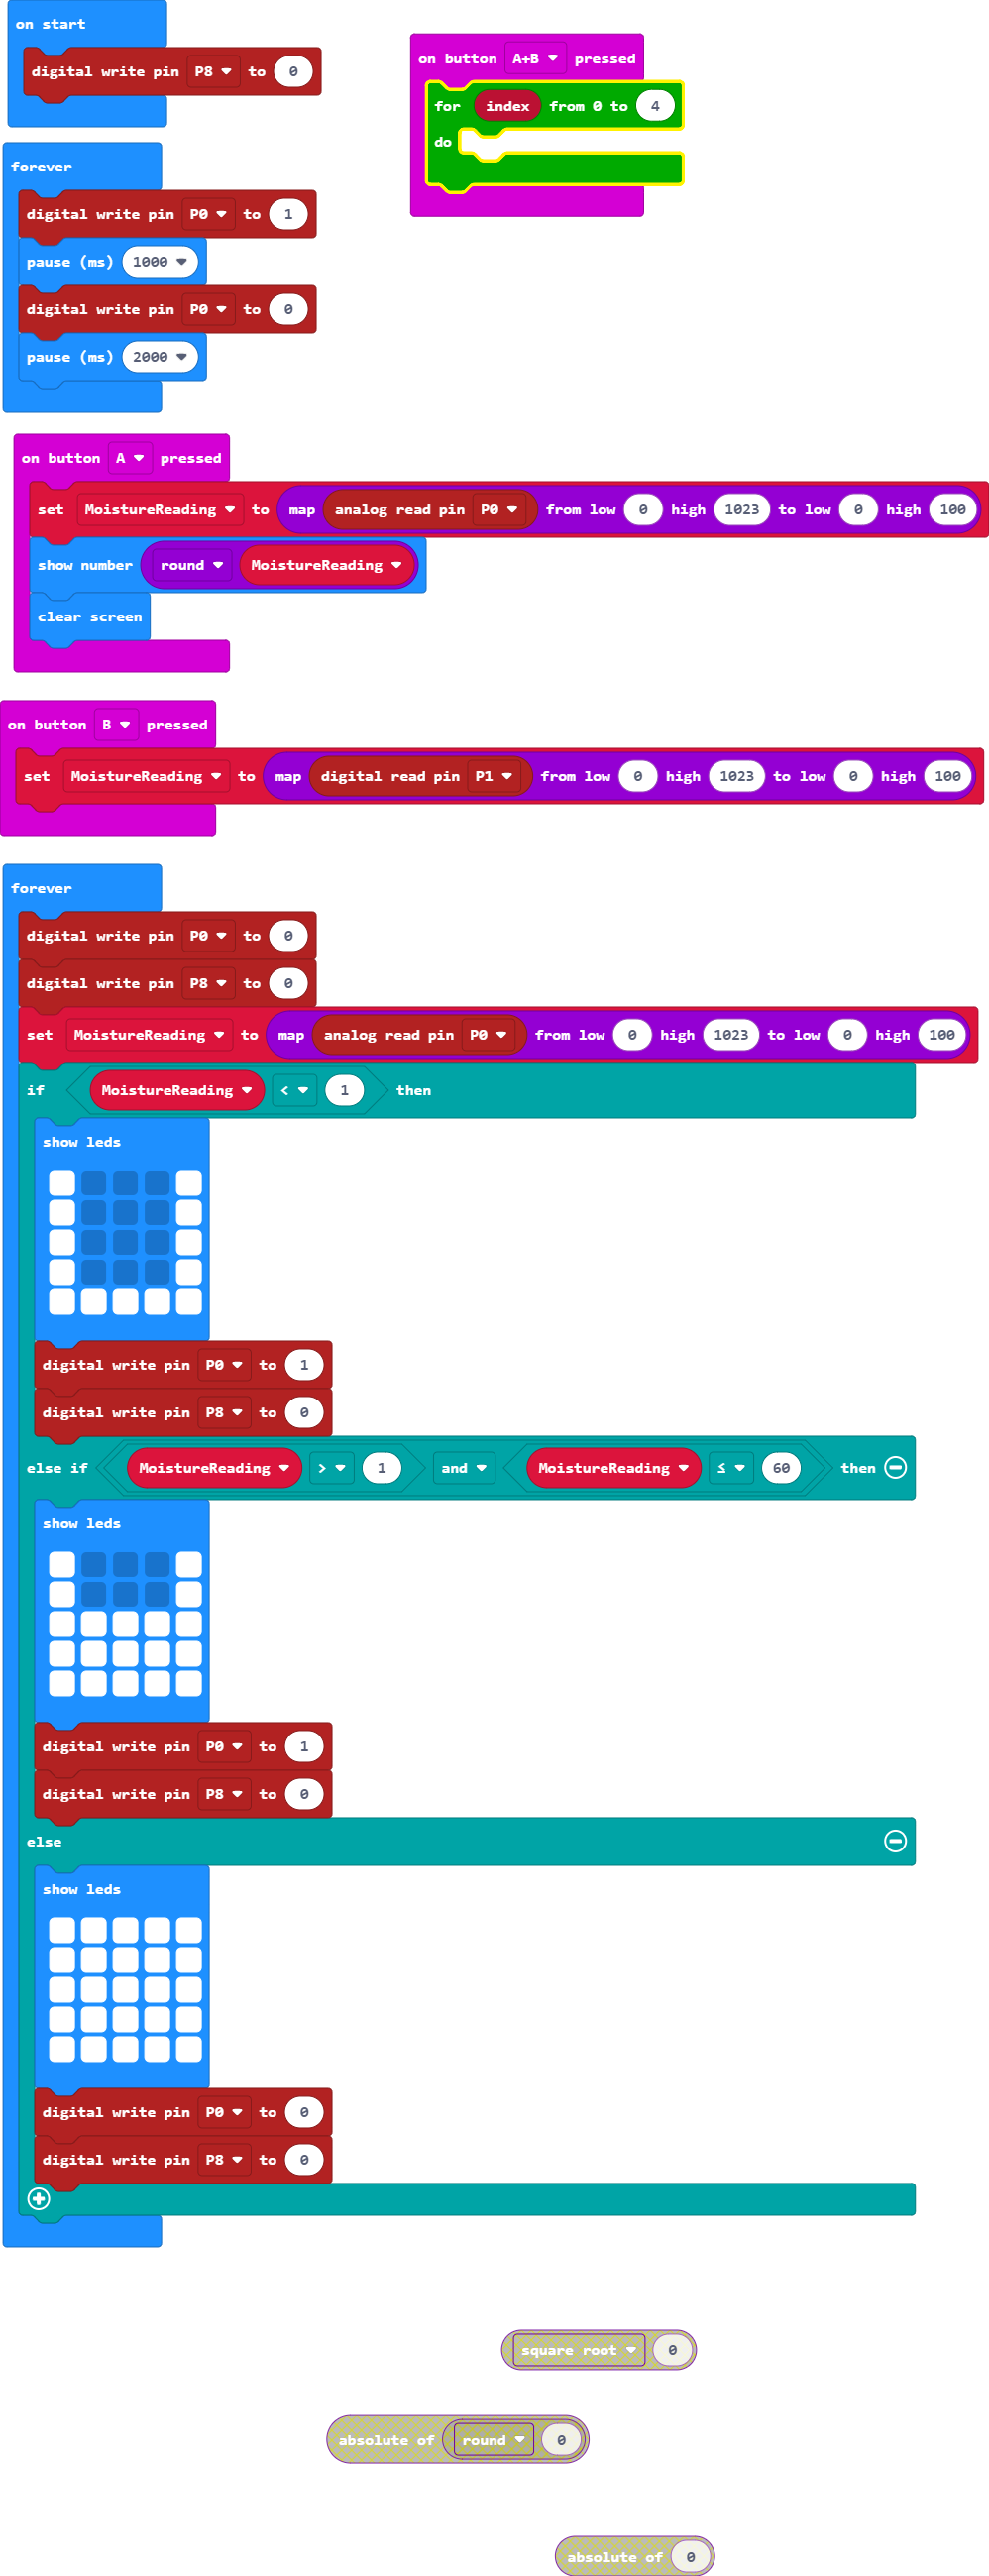 on start
digital write pin P8 to 0
on button A+B pressed
for index from 0 to 4
do
forever
digital write pin P0 to 1
pause (ms) 1000
digital write pin P0 to 0
pause (ms) 2000
on button A pressed
set MoistureReading to map analog read pin P0 from low 0 high 1023 to low 0 high 100
show number round MoistureReading
clear screen
on button B pressed
set MoistureReading to map digital read pin P1 from low 0 high 1023 to low 0 high 100
forever
digital write pin P0 to 0
digital write pin P8 to 0
set MoistureReading to map analog read pin P0 from low 0 high 1023 to low 0 high 100
if MoistureReading < 1 then
show leds
digital write pin P0 to 1
digital write pin P8 to 0
else if MoistureReading > 1 and MoistureReading ≤ 60 then
show leds
digital write pin P0 to 1
digital write pin P8 to 0
else
show leds
digital write pin P0 to 0
digital write pin P8 to 0
square root 0
absolute of round 0
absolute of 0